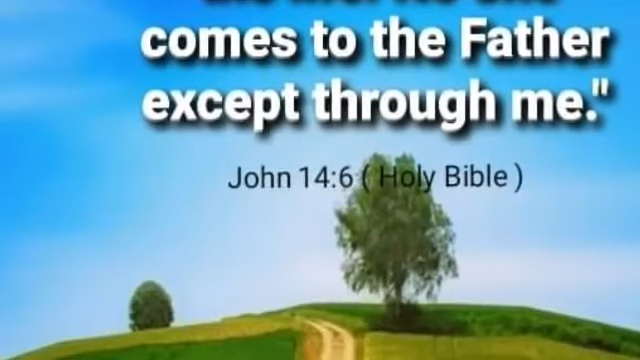 comes to the Father
except through me."
John 14:6 ( Holy Bible )